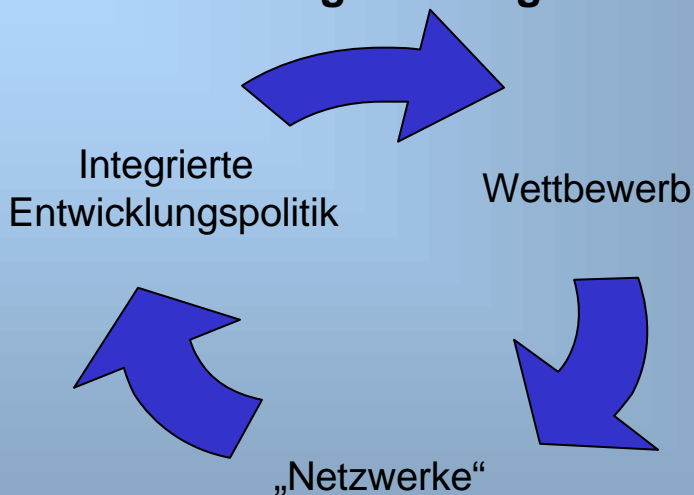 Integrierte
Entwicklungspolitik
Wettbewerb
„Netzwerke“